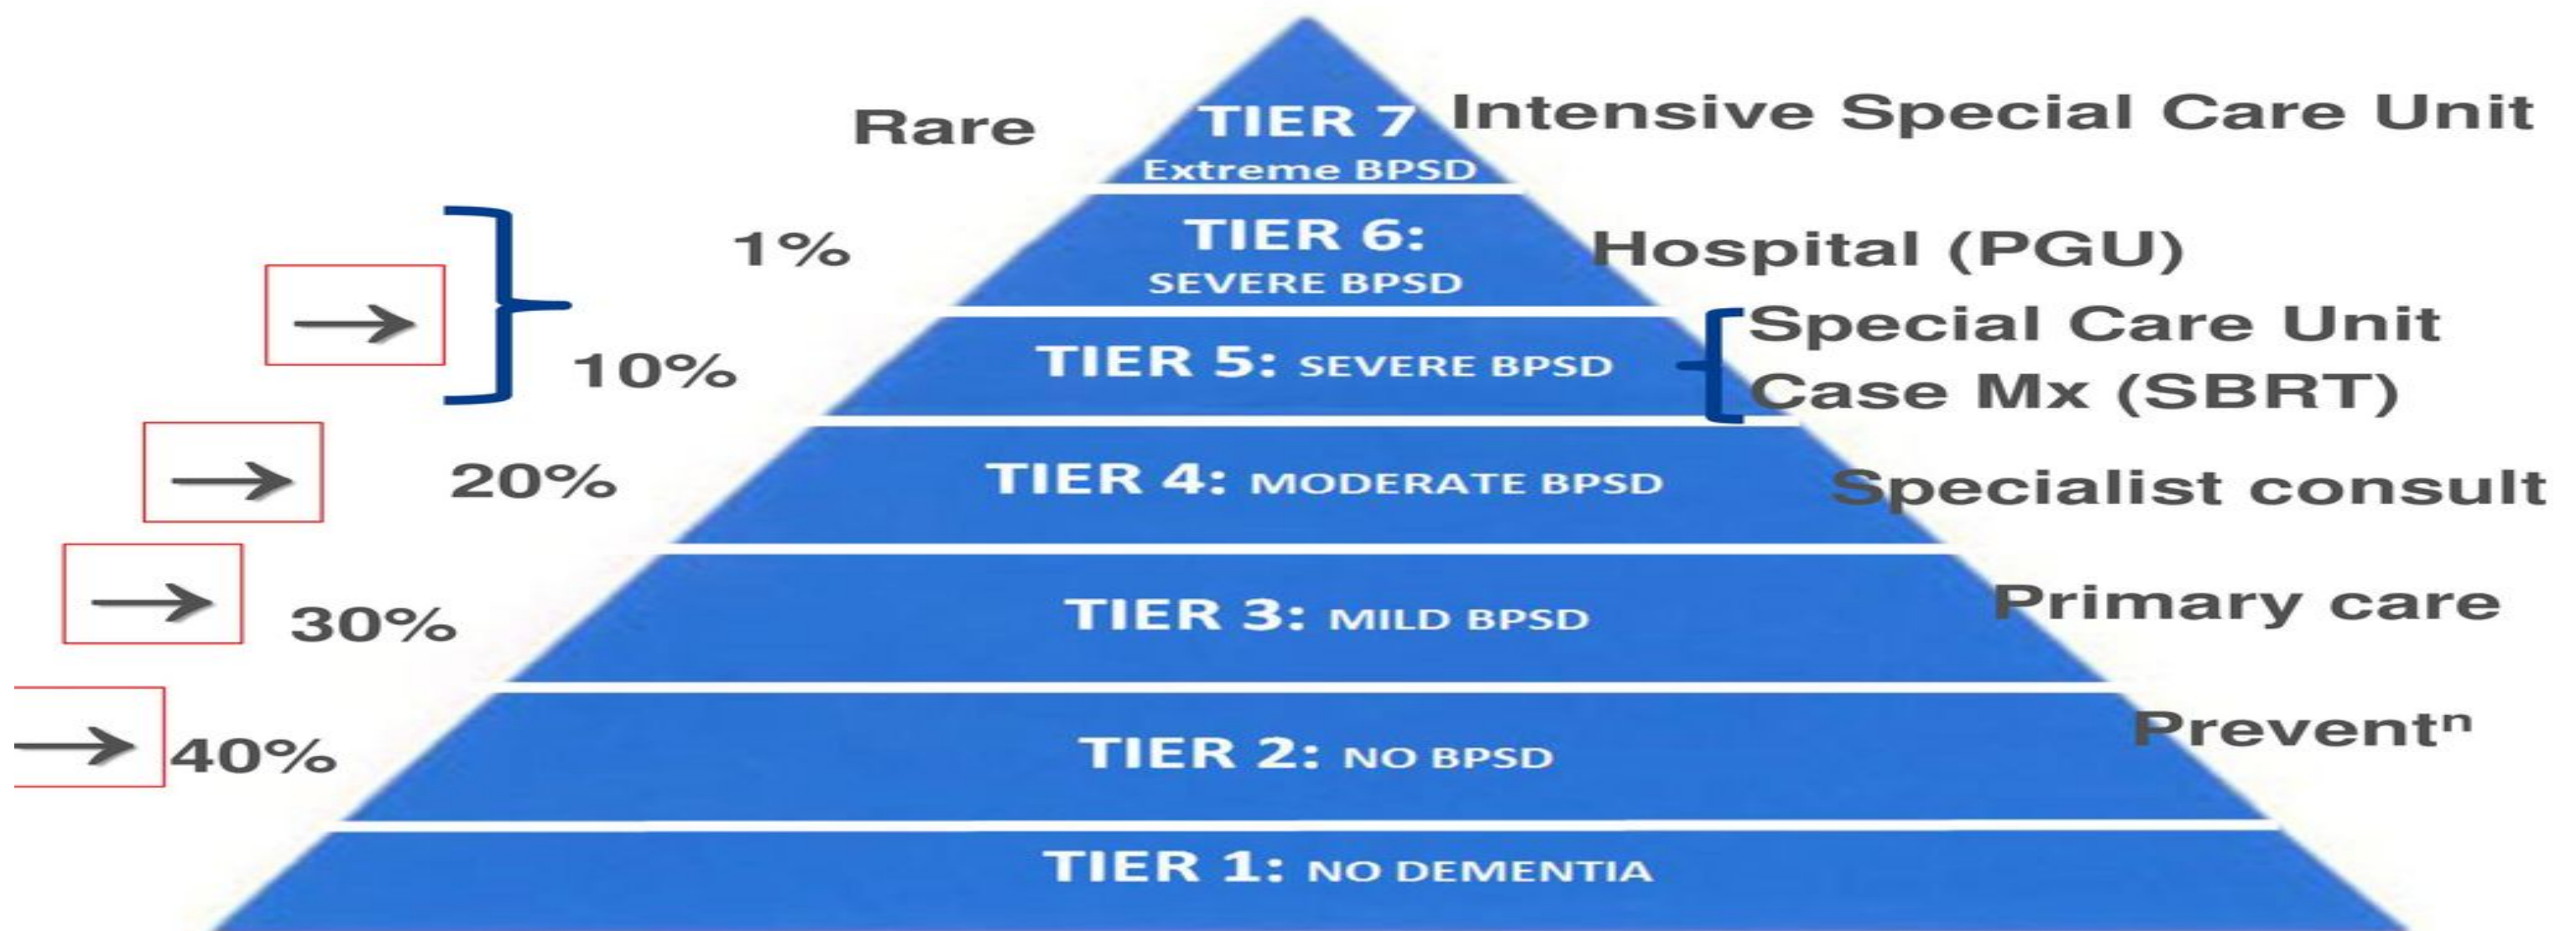 Rare
TIER 7
Extreme BPSD
Intensive Special Care Unit
1%
TIER 6:
SEVERE BPSD
Hospital (PGU)
→
10%
TIER 5: SEVERE BPSD
Special Care Unit
Case Mx (SBRT)
→
20%
TIER 4: MODERATE BPSD
Specialist consult
→
30%
TIER 3: MILD BPSD
Primary care
→
40%
TIER 2: NO BPSD
Preventⁿ
TIER 1: NO DEMENTIA